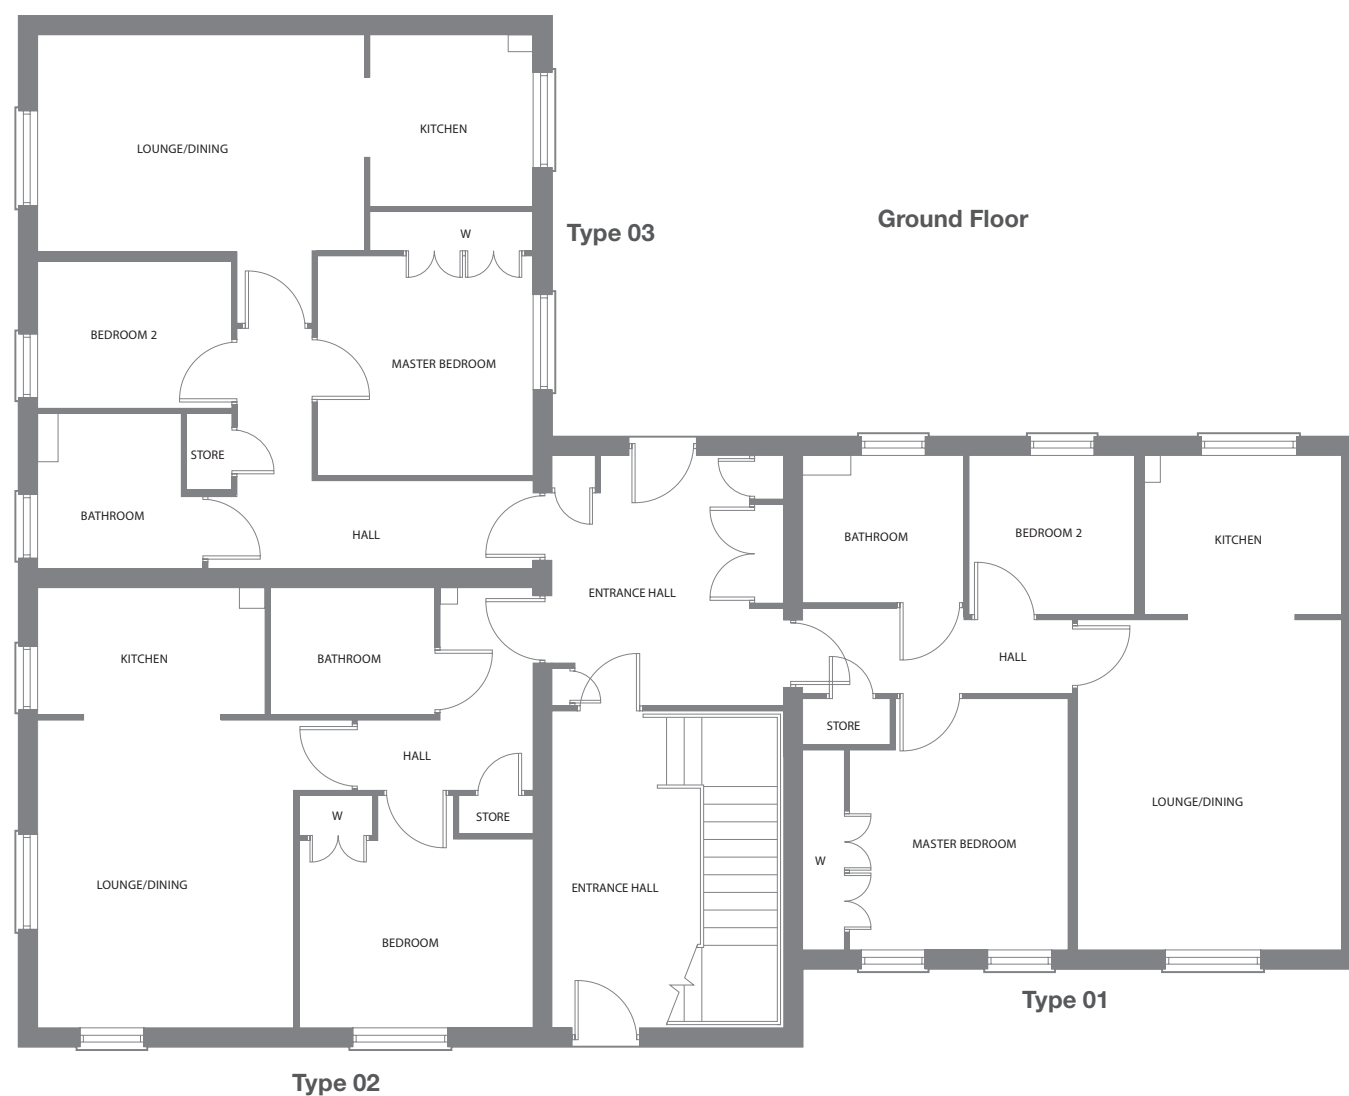 LOUNGE/DINING
KITCHEN
W
Type 03
Ground Floor
BEDROOM 2
MASTER BEDROOM
STORE
BATHROOM
HALL
ENTRANCE HALL
BATHROOM
BEDROOM 2
KITCHEN
HALL
KITCHEN
BATHROOM
HALL
STORE
W
STORE
LOUNGE/DINING
MASTER BEDROOM
W
LOUNGE/DINING
ENTRANCE HALL
BEDROOM
Type 01
Type 02